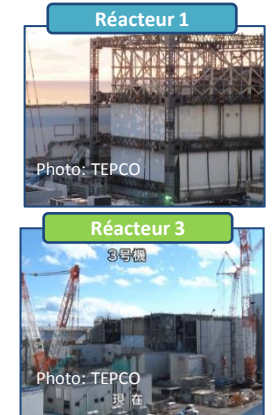 Réacteur 1
Photo: TEPCO
Réacteur 3
3号機
Photo: TEPCO
現在